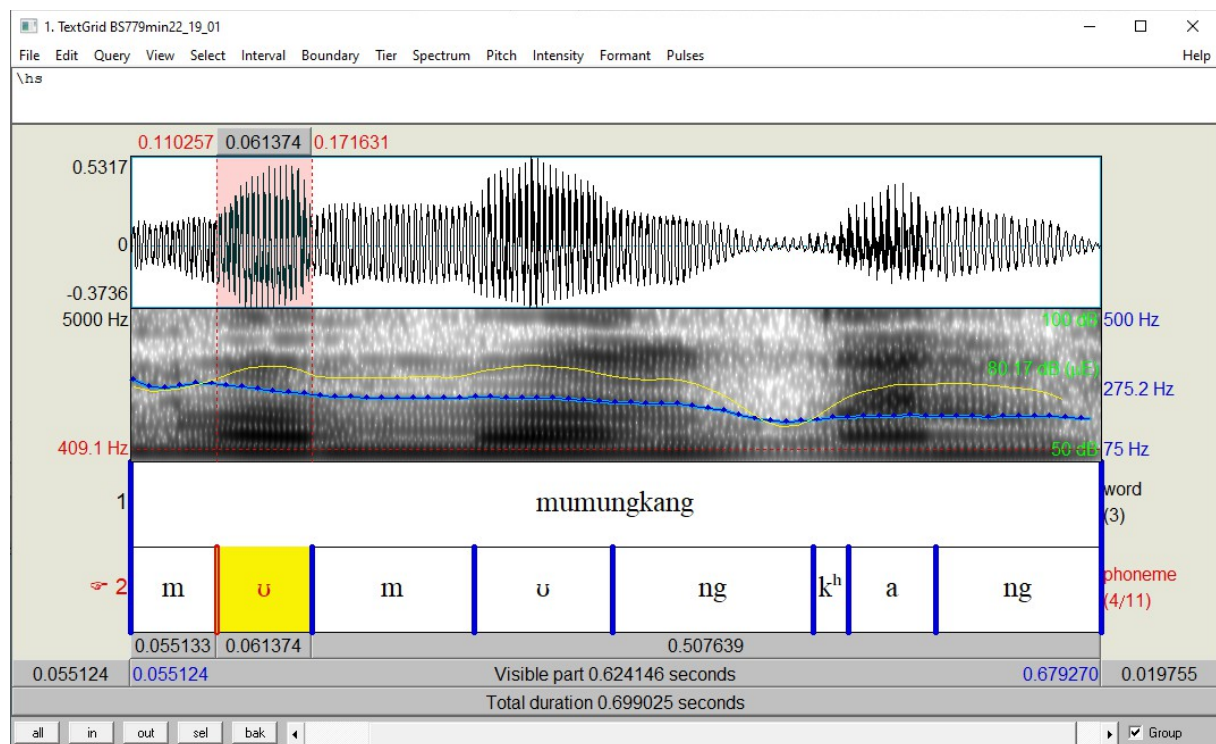 1. TextGrid BS779min22_19_01
File Edit Query View Select Interval Boundary Tier Spectrum Pitch Intensity Formant Pulses Help
\hs
0.110257 0.061374 0.171631
0.5317
0
-0.3736
5000 Hz 100 dB 500 Hz
80.17 dB (µE) 275.2 Hz
409.1 Hz 50 dB 75 Hz
1 mumungkang word
(3)
☞ 2 m ʊ m ʊ ng kʰ a ng phoneme
(4/11)
0.055133 0.061374 0.507639
0.055124 0.055124 Visible part 0.624146 seconds 0.679270 0.019755
Total duration 0.699025 seconds
all in out sel bak Group